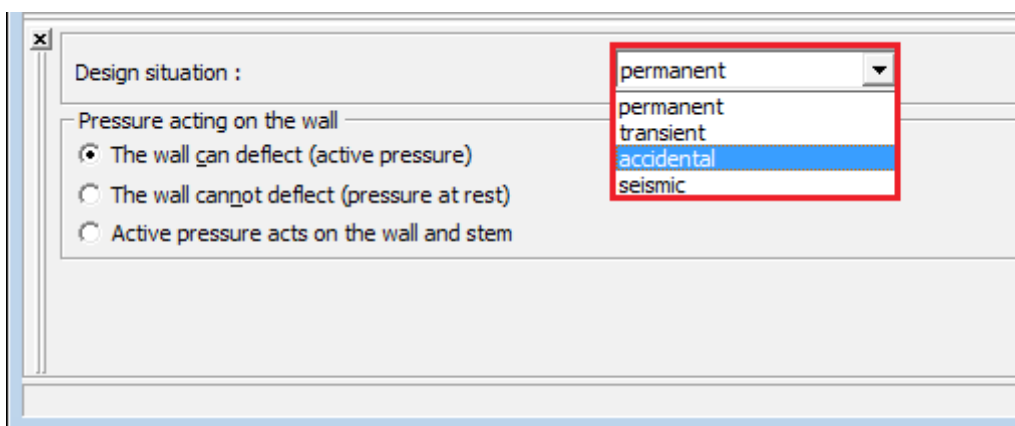 Design situation :
permanent
permanent
transient
accidental
seismic
Pressure acting on the wall
The wall can deflect (active pressure)
The wall cannot deflect (pressure at rest)
Active pressure acts on the wall and stem